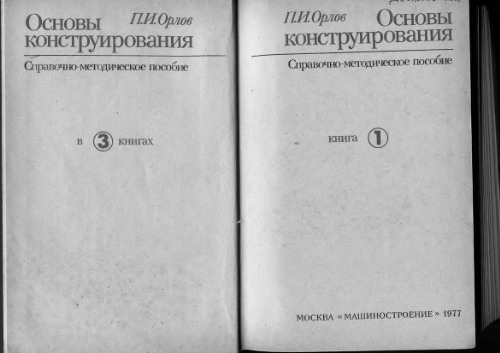 Основы П.И.Орлов
конструирования
Справочно-методическое пособие
в 3 книгах
П.И.Орлов Основы
конструирования
Справочно-методическое пособие
книга 1
МОСКВА «МАШИНОСТРОЕНИЕ» 1977